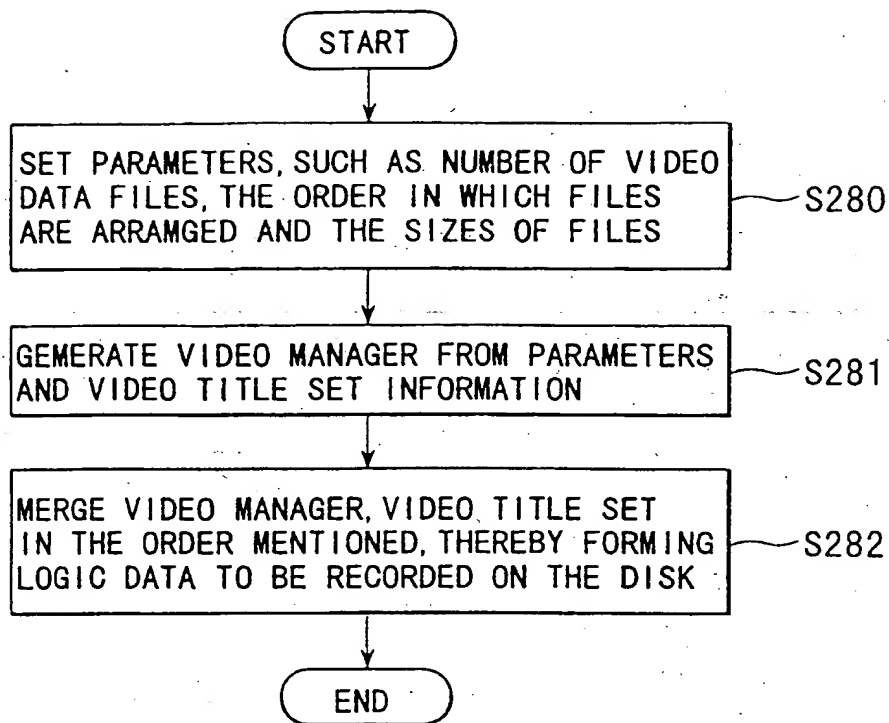 START
SET PARAMETERS, SUCH AS NUMBER OF VIDEO
DATA FILES, THE ORDER IN WHICH FILES
ARE ARRAMGED AND THE SIZES OF FILES
S280
GEMERATE VIDEO MANAGER FROM PARAMETERS
AND VIDEO TITLE SET INFORMATION
S281
MERGE VIDEO MANAGER, VIDEO TITLE SET
IN THE ORDER MENTIONED, THEREBY FORMING
LOGIC DATA TO BE RECORDED ON THE DISK
S282
END